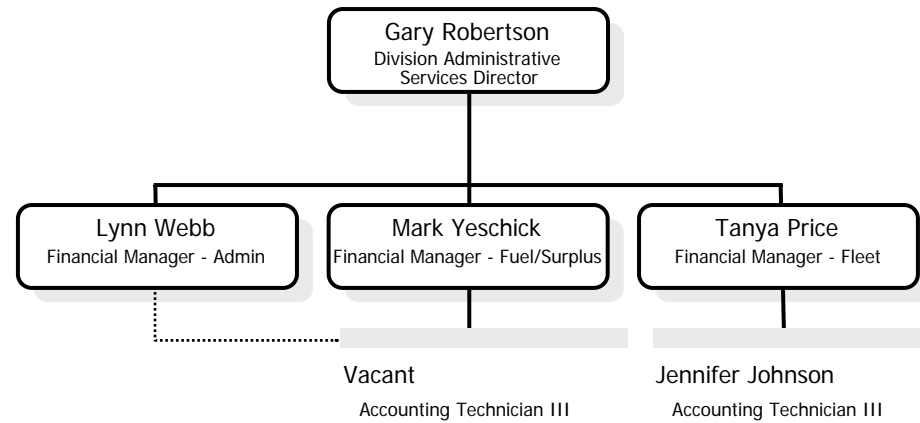 Gary Robertson
Division Administrative
Services Director
Lynn Webb
Financial Manager - Admin
Mark Yeschick
Financial Manager - Fuel/Surplus
Tanya Price
Financial Manager - Fleet
Vacant
Accounting Technician III
Jennifer Johnson
Accounting Technician III